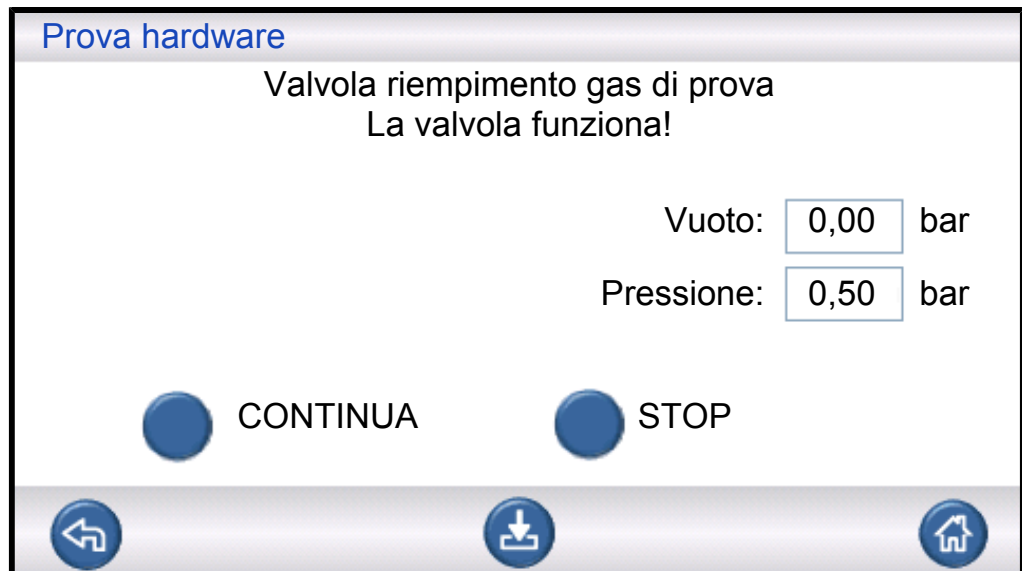 Prova hardware
Valvola riempimento gas di prova
La valvola funziona!
Vuoto: 0,00 bar
Pressione: 0,50 bar
CONTINUA STOP